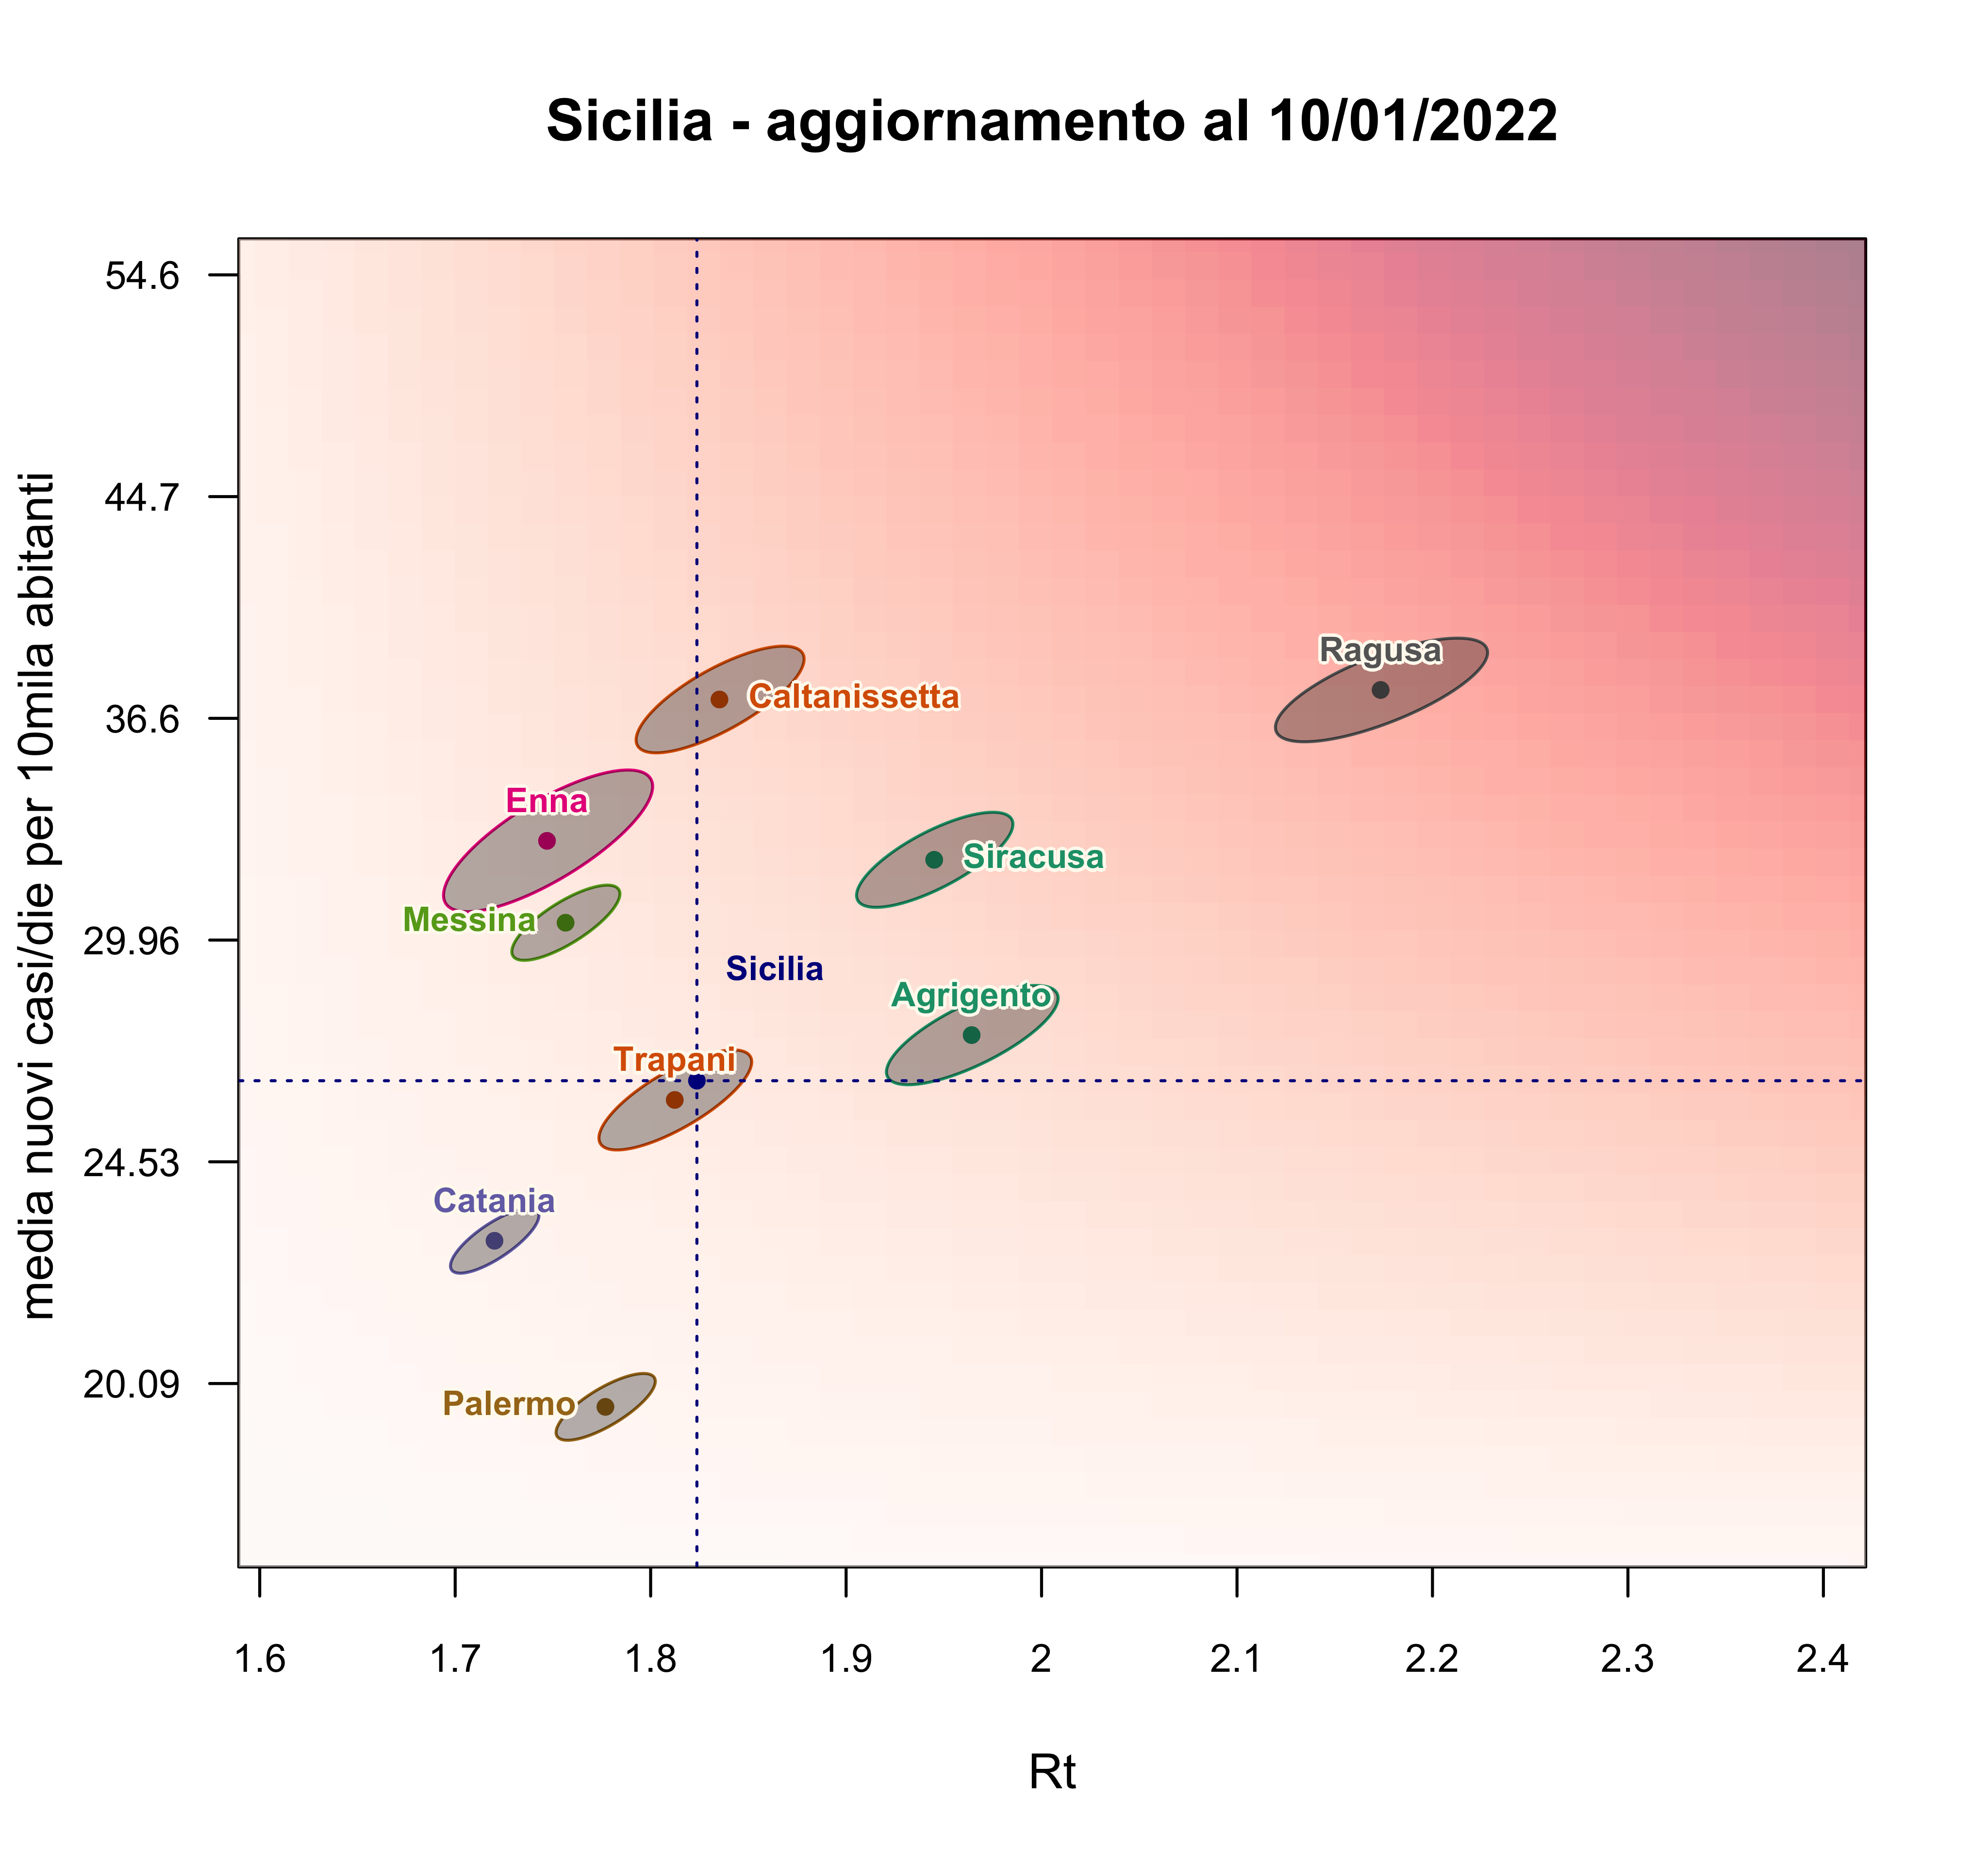 Sicilia - aggiornamento al 10/01/2022
media nuovi casi/die per 10mila abitanti
54.6
44.7
36.6
29.96
24.53
20.09
Ragusa
Caltanissetta
Enna
Siracusa
Messina
Sicilia
Agrigento
Trapani
Catania
Palermo
1.6 1.7 1.8 1.9 2 2.1 2.2 2.3 2.4
Rt